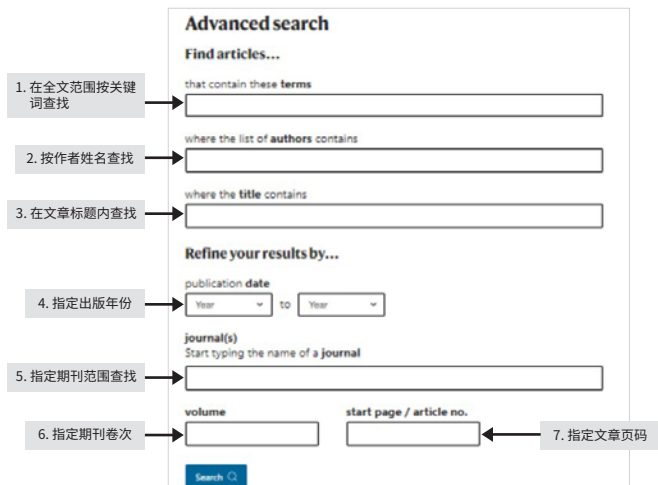 Advanced search
Find articles...
that contain these terms
1. 在全文范围按关键
词查找
where the list of authors contains
2. 按作者姓名查找
where the title contains
3. 在文章标题内查找
Refine your results by...
publication date
4. 指定出版年份
Year to Year
journal(s)
Start typing the name of a journal
5. 指定期刊范围查找
volume start page / article no.
6. 指定期刊卷次
7. 指定文章页码
Search